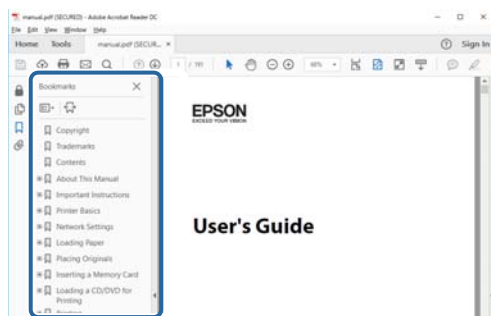 manual.pdf (SECURED) - Adobe Acrobat Reader DC
File Edit View Window Help
Home Tools manual.pdf (SECUR... ×
Sign In
1 / 191
Bookmarks
Copyright
Trademarks
Contents
About This Manual
Important Instructions
Printer Basics
Network Settings
Loading Paper
Placing Originals
Inserting a Memory Card
Loading a CD/DVD for
Printing
Printing
EPSON
EXCEED YOUR VISION
User's Guide